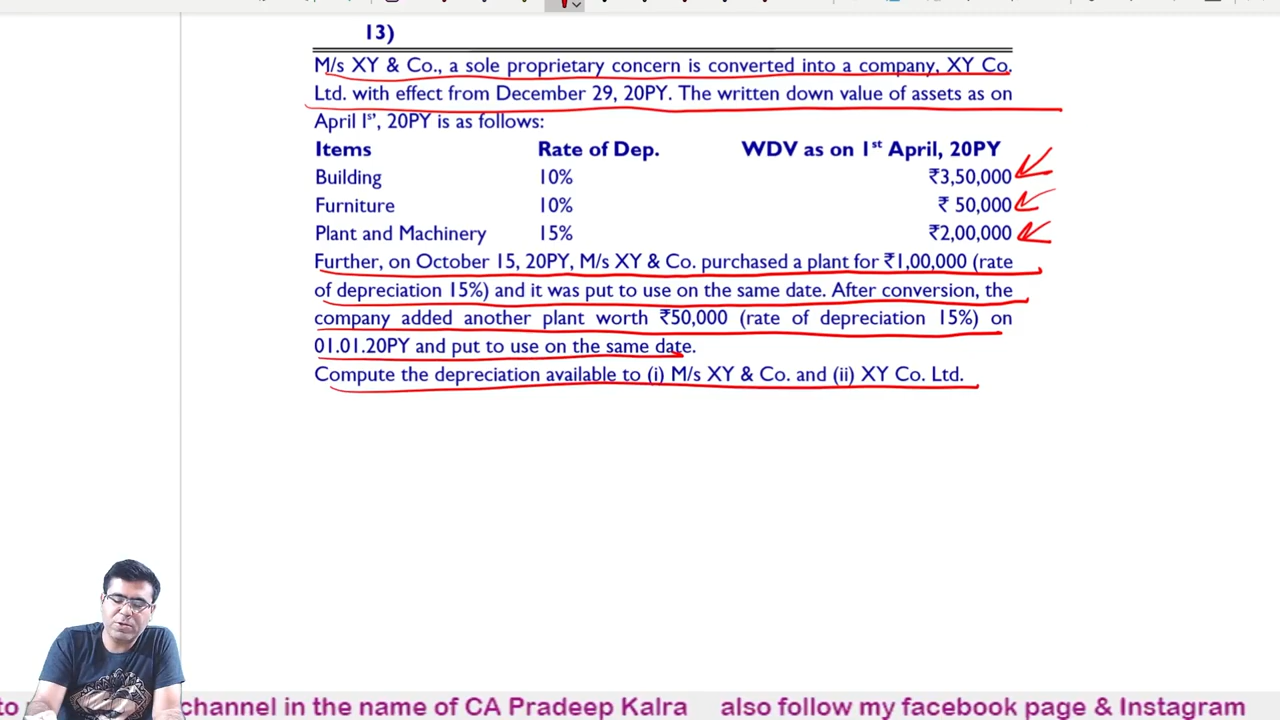 13)
M/s XY & Co., a sole proprietary concern is converted into a company, XY Co.
Ltd. with effect from December 29, 20PY. The written down value of assets as on
April 1s', 20PY is as follows:
Items Rate of Dep. WDV as on 1st April, 20PY
Building 10% ₹3,50,000
Furniture 10% ₹ 50,000
Plant and Machinery 15% ₹2,00,000
Further, on October 15, 20PY, M/s XY & Co. purchased a plant for ₹1,00,000 (rate
of depreciation 15%) and it was put to use on the same date. After conversion, the
company added another plant worth ₹50,000 (rate of depreciation 15%) on
01.01.20PY and put to use on the same date.
Compute the depreciation available to (i) M/s XY & Co. and (ii) XY Co. Ltd.
to channel in the name of CA Pradeep Kalra also follow my facebook page & Instagram